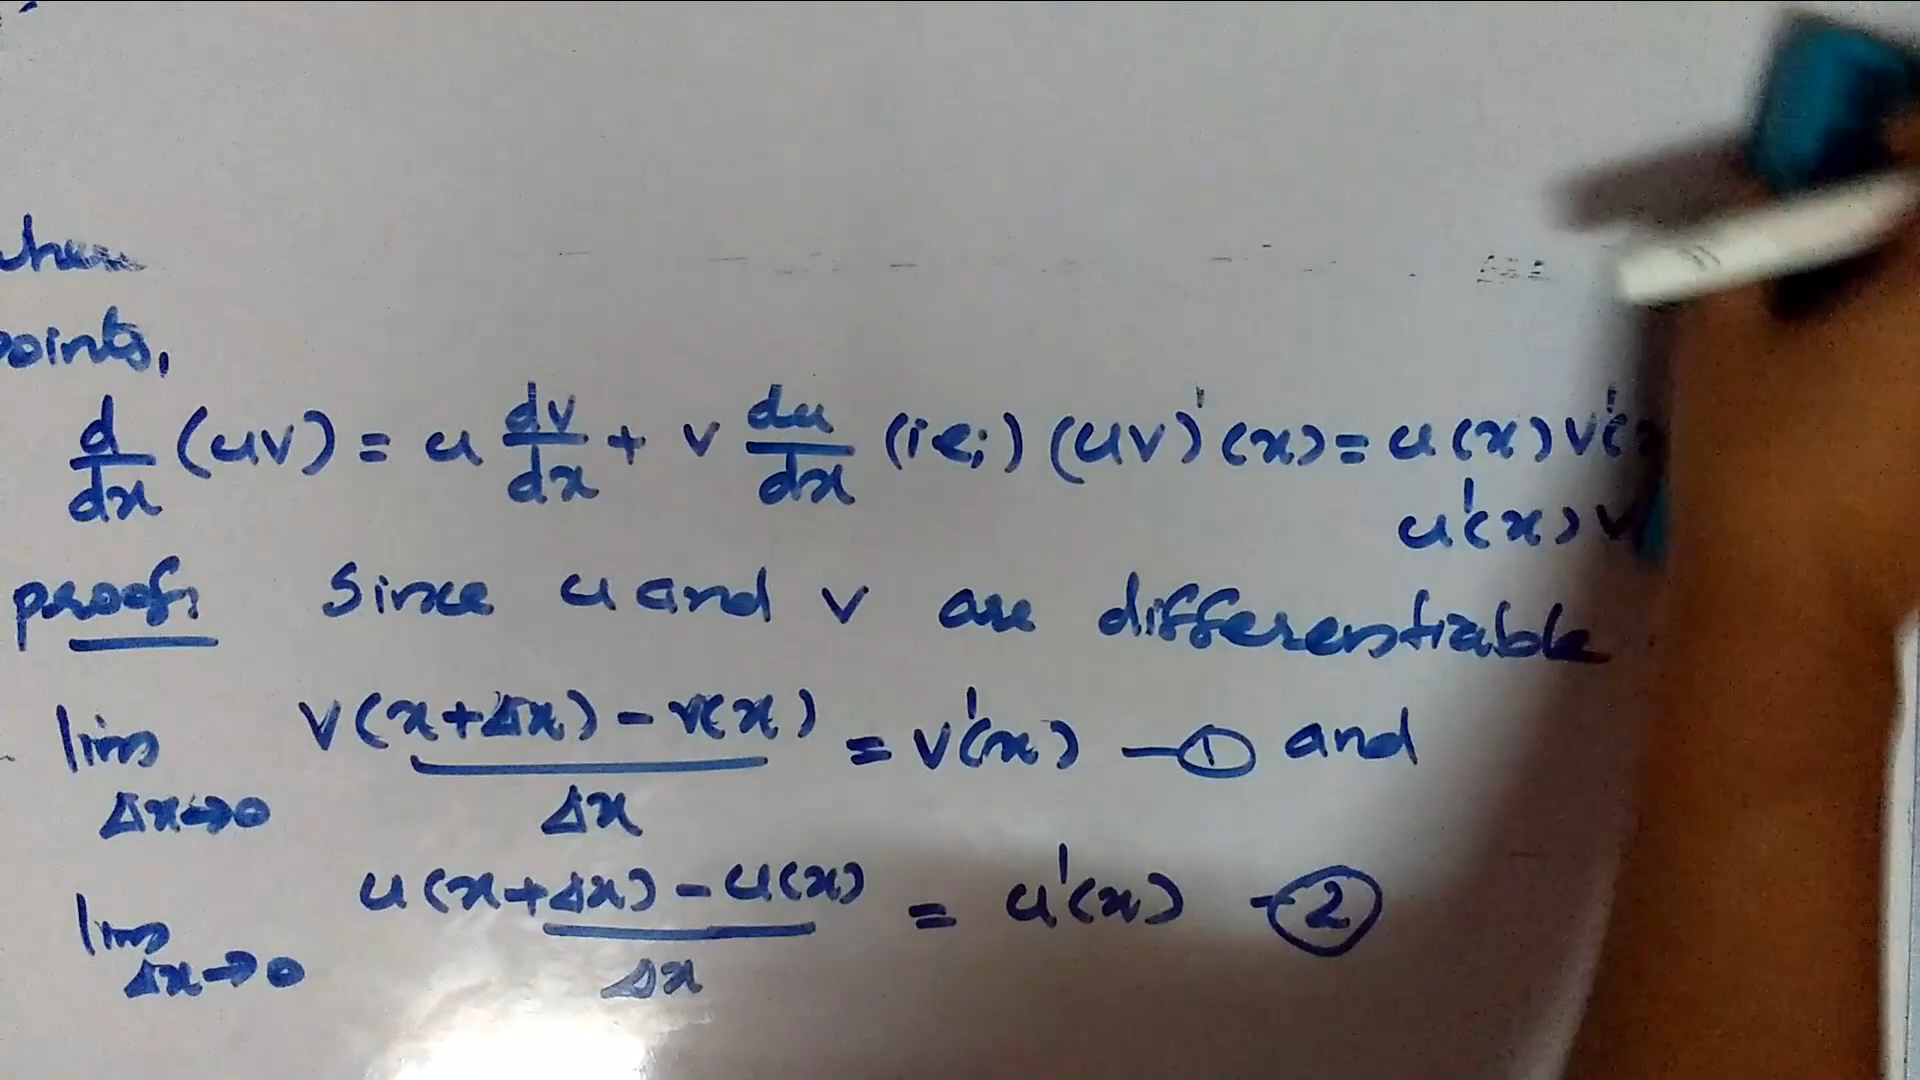 points,
d/dx (uv) = u dv/dx + v du/dx (ie;) (uv)'(x) = u(x) v'(
u'(x) v
proof: Since u and v are differentiable
lim Δx→0 v(x+Δx) - v(x) / Δx = v'(x) — ① and
lim Δx→0 u(x+Δx) - u(x) / Δx = u'(x) - ②